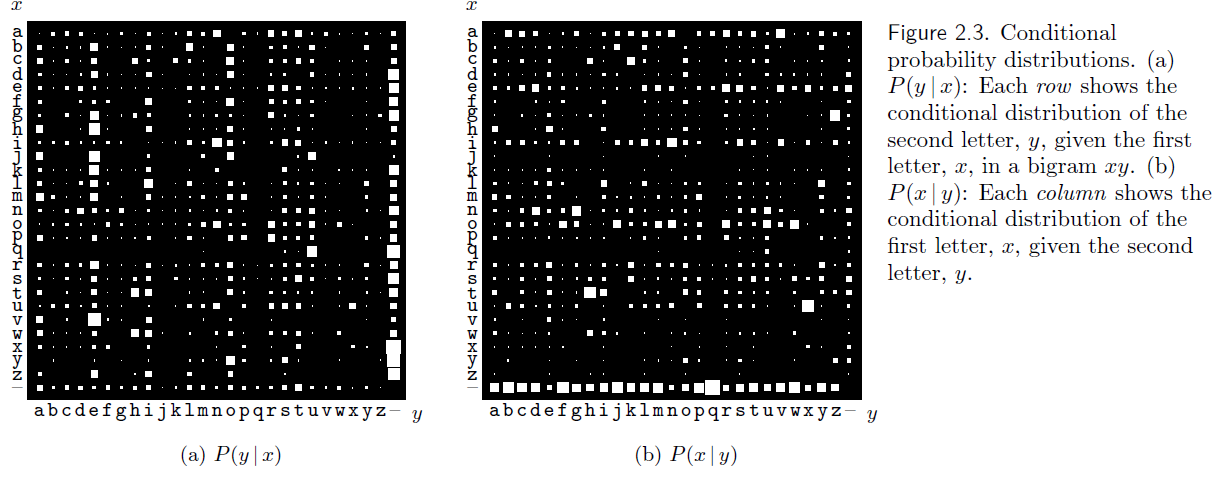 x
a
b
c
d
e
f
g
h
i
j
k
l
m
n
o
p
q
r
s
t
u
v
w
x
y
z
–
abcdefghijklmnopqrstuvwxyz– y
(a) P(y | x)
x
a
b
c
d
e
f
g
h
i
j
k
l
m
n
o
p
q
r
s
t
u
v
w
x
y
z
–
abcdefghijklmnopqrstuvwxyz– y
(b) P(x | y)
Figure 2.3. Conditional
probability distributions. (a)
P(y | x): Each row shows the
conditional distribution of the
second letter, y, given the first
letter, x, in a bigram xy. (b)
P(x | y): Each column shows the
conditional distribution of the
first letter, x, given the second
letter, y.